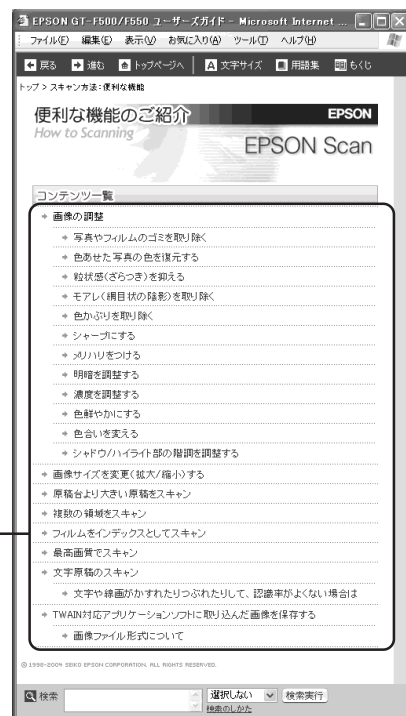 EPSON GT-F500/F550 ユーザーズガイド - Microsoft Internet ...
ファイル(F) 編集(E) 表示(V) お気に入り(A) ツール(T) ヘルプ(H)
戻る 進む トップページへ A 文字サイズ 用語集 もくじ
トップ > スキャン方法：便利な機能
便利な機能のご紹介
EPSON
How to Scanning
EPSON Scan
コンテンツ一覧
画像の調整
写真やフィルムのゴミを取り除く
色あせた写真の色を復元する
粒状感（ざらつき）を抑える
モアレ（網目状の陰影）を取り除く
色かぶりを取り除く
シャープにする
メリハリをつける
明暗を調整する
濃度を調整する
色鮮やかにする
色合いを変える
シャドウ/ハイライト部の階調を調整する
画像サイズを変更（拡大/縮小）する
原稿台より大きい原稿をスキャン
複数の領域をスキャン
フィルムをインデックスとしてスキャン
最高画質でスキャン
文字原稿のスキャン
文字や線画がかすれたりつぶれたりして、認識率がよくない場合は
TWAIN対応アプリケーションソフトに取り込んだ画像を保存する
画像ファイル形式について
© 1998-2004 SEIKO EPSON CORPORATION. ALL RIGHTS RESERVED.
検索 選択しない 検索実行
検索のしかた